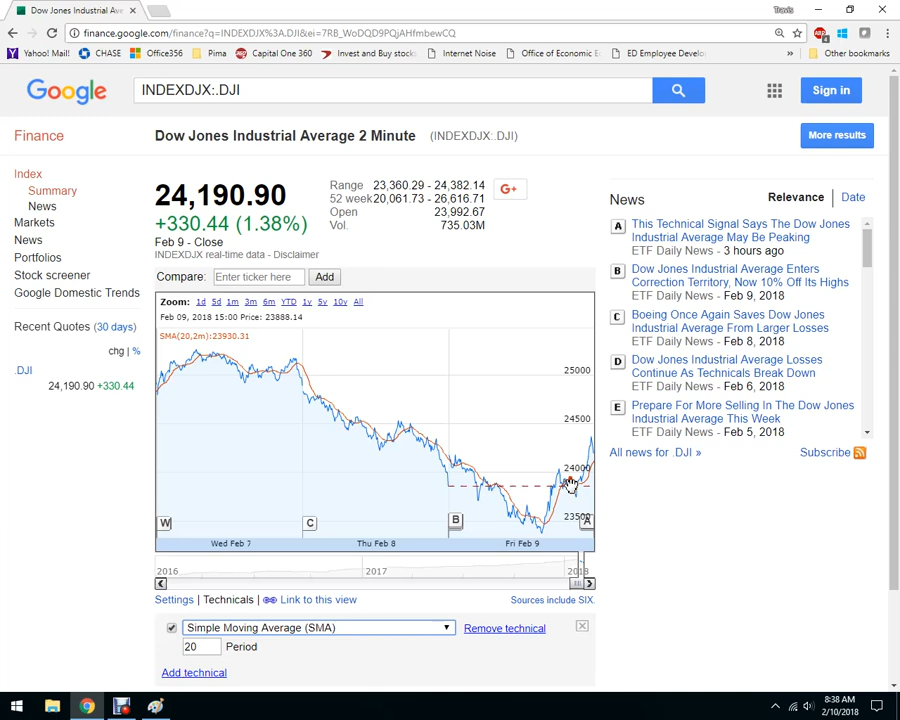 Dow Jones Industrial Ave
Travis
finance.google.com/finance?q=INDEXDJX%3A.DJI&ei=7RB_WoDQD9PQjAHfmbewCQ
Yahoo! Mail! CHASE Office356 Pima Capital One 360 Invest and Buy stock Internet Noise Office of Economic E ED Employee Develo » Other bookmarks
Google
INDEXDJX:.DJI
Sign in
Finance
Dow Jones Industrial Average 2 Minute (INDEXDJX:.DJI)
More results
Index
Summary
News
Markets
News
Portfolios
Stock screener
Google Domestic Trends
Recent Quotes (30 days)
chg | %
.DJI
24,190.90 +330.44
24,190.90
+330.44 (1.38%)
Feb 9 - Close
INDEXDJX real-time data - Disclaimer
Range 23,360.29 - 24,382.14
52 week 20,061.73 - 26,616.71
Open 23,992.67
Vol. 735.03M
G+
Compare: Enter ticker here Add
Zoom: 1d 5d 1m 3m 6m YTD 1y 5y 10y All
Feb 09, 2018 15:00 Price: 23888.14
SMA(20,2m):23930.31
25000
24500
24000
23500
W C B A
Wed Feb 7 Thu Feb 8 Fri Feb 9
2016 2017 2018
Settings | Technicals Link to this view Sources include SIX.
Simple Moving Average (SMA) Remove technical
20 Period
Add technical
News Relevance Date
A This Technical Signal Says The Dow
Jones Industrial Average May Be Peaking
ETF Daily News - 3 hours ago
B Dow Jones Industrial Average Enters
Correction Territory, Now 10% Off Its Highs
ETF Daily News - Feb 9, 2018
C Boeing Once Again Saves Dow Jones
Industrial Average From Larger Losses
ETF Daily News - Feb 8, 2018
D Dow Jones Industrial Average Losses
Continue As Technicals Break Down
ETF Daily News - Feb 6, 2018
E Prepare For More Selling In The Dow Jones
Industrial Average This Week
ETF Daily News - Feb 5, 2018
All news for .DJI » Subscribe
8:38 AM
2/10/2018